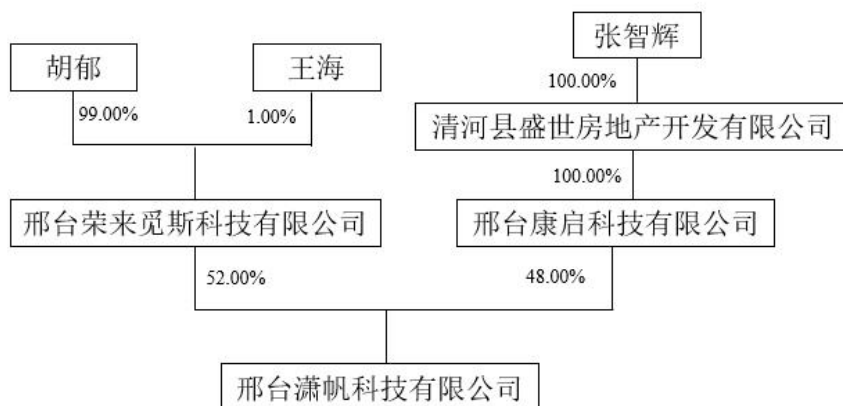 张智辉
胡郁
王海
100.00%
99.00%
1.00%
清河县盛世房地产开发有限公司
100.00%
邢台荣来觅斯科技有限公司
邢台康启科技有限公司
52.00%
48.00%
邢台潇帆科技有限公司